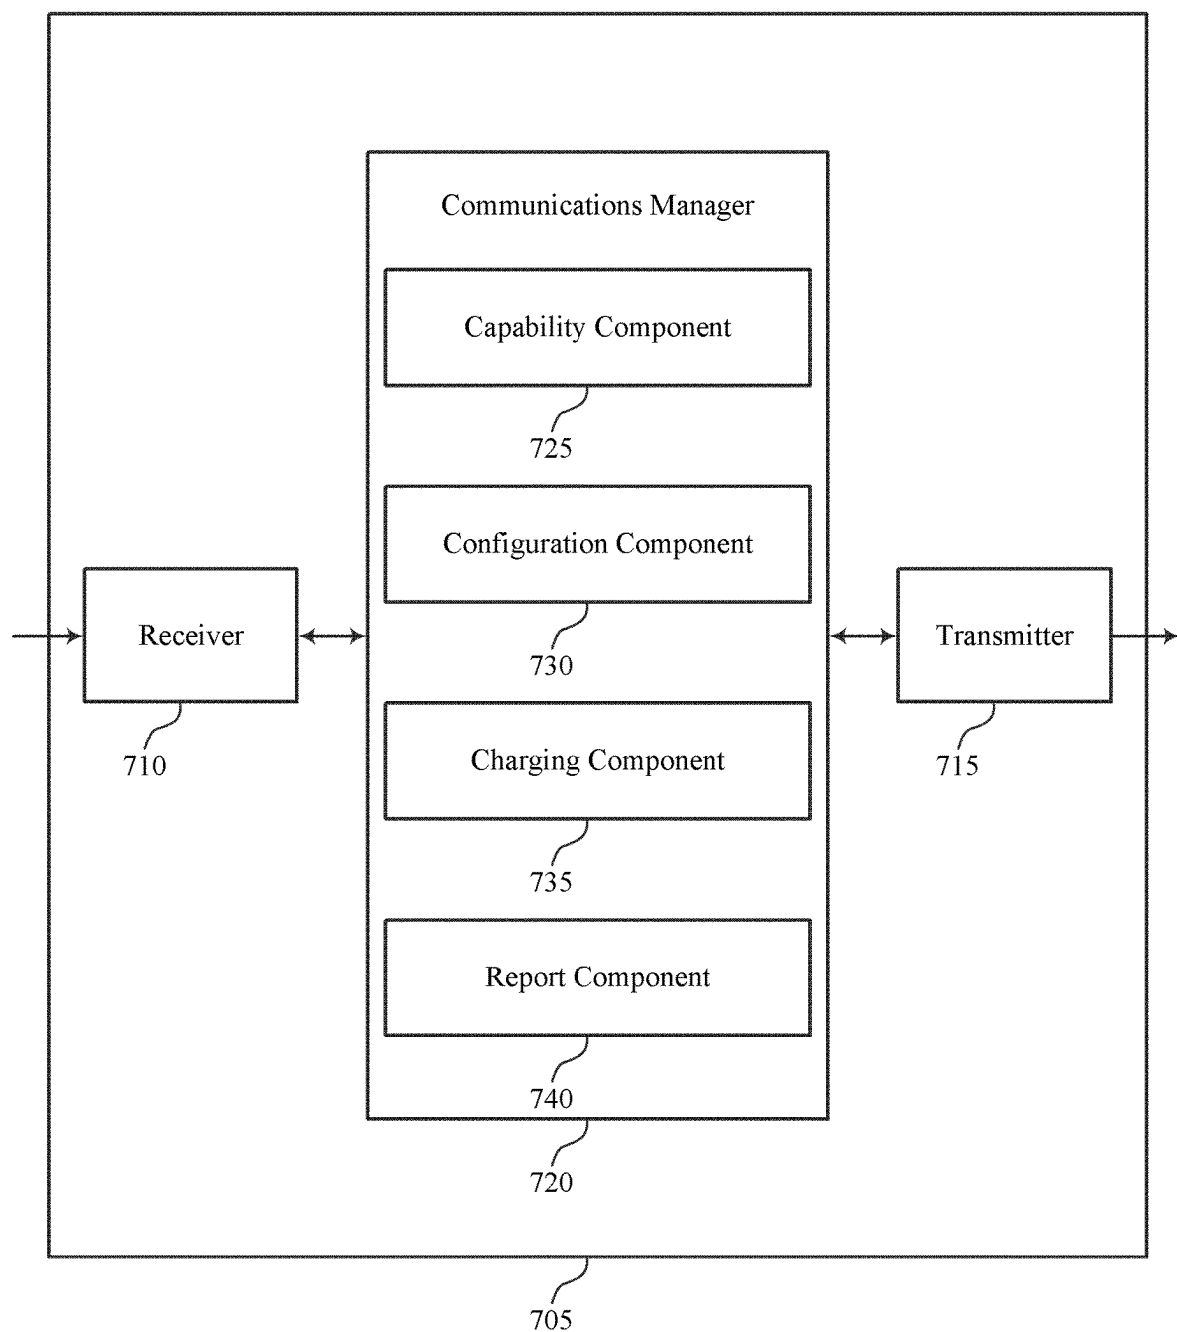 Communications Manager
Capability Component
725
Configuration Component
730
Receiver
710
Transmitter
715
Charging Component
735
Report Component
740
720
705